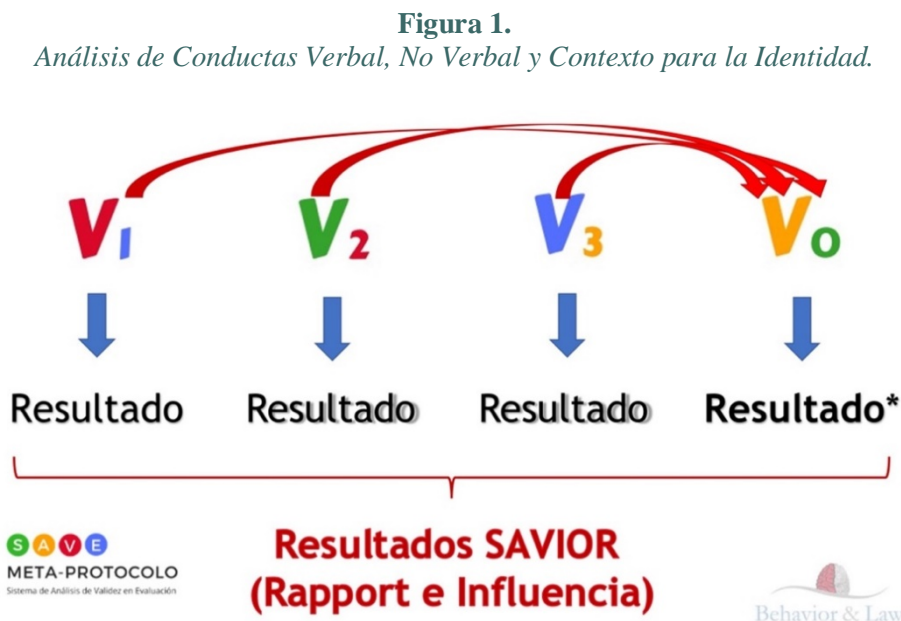 Figura 1.
Análisis de Conductas Verbal, No Verbal y Contexto para la Identidad.
V1 V2 V3 VO
Resultado Resultado Resultado Resultado*
SAVE
META-PROTOCOLO
Sistema de Análisis de Validez en Evaluación
Resultados SAVIOR
(Rapport e Influencia)
Behavior & Law